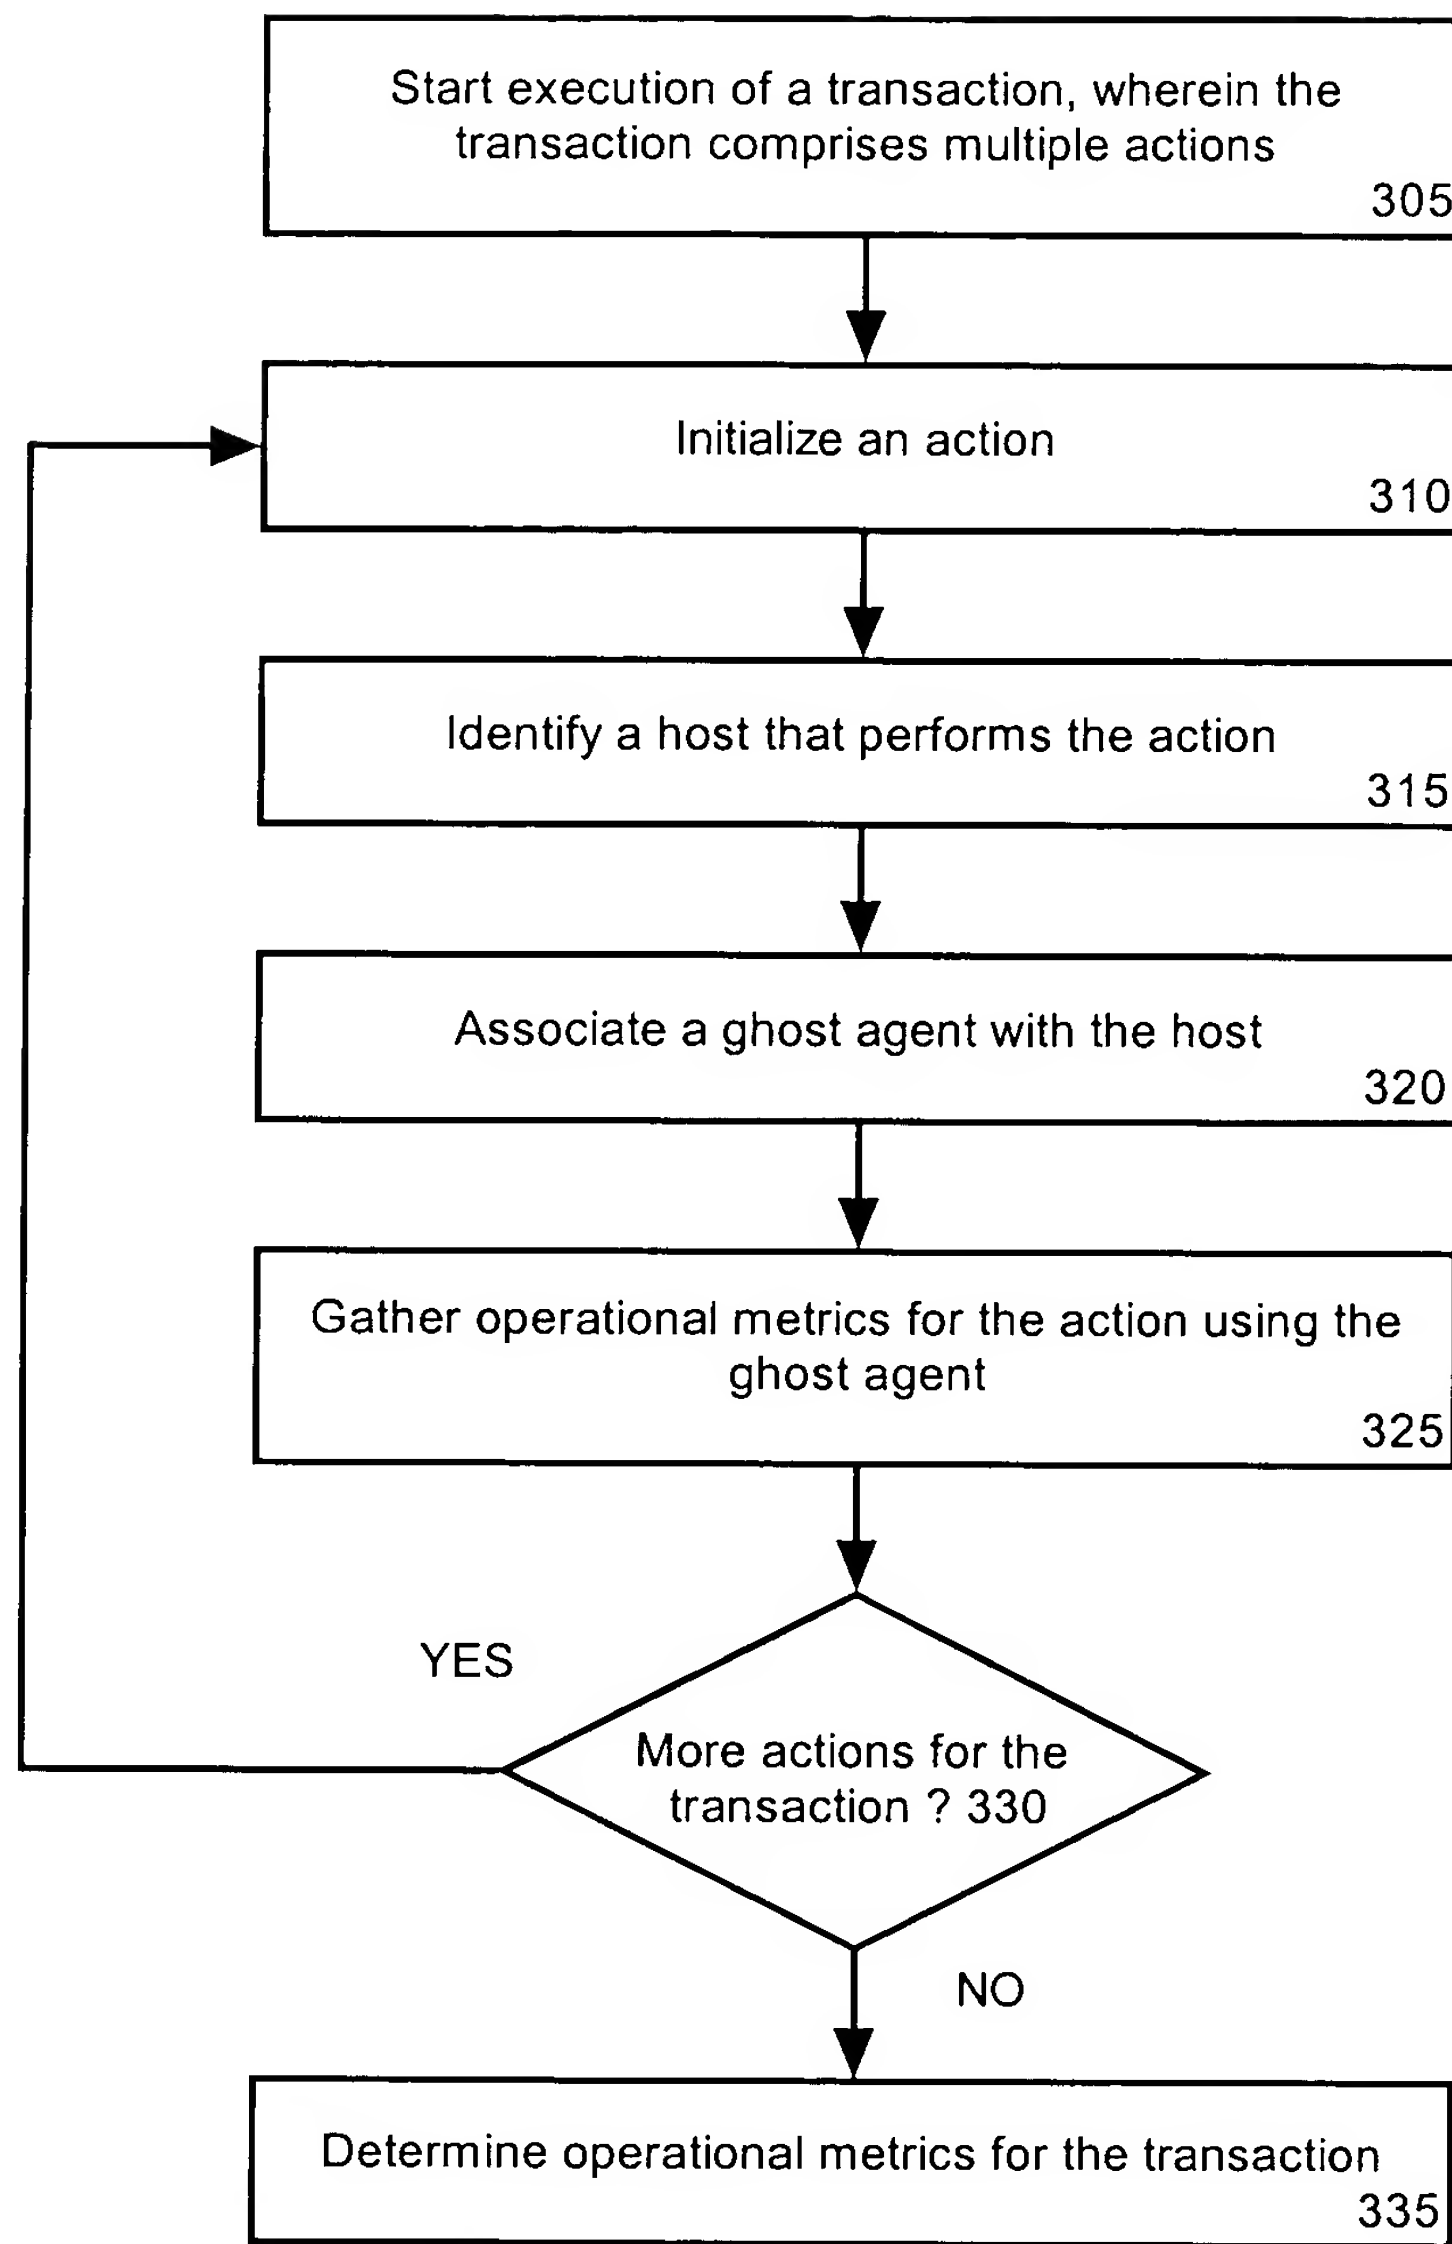 Start execution of a transaction, wherein the
transaction comprises multiple actions
305
Initialize an action
310
Identify a host that performs the action
315
Associate a ghost agent with the host
320
Gather operational metrics for the action using the
ghost agent
325
YES
More actions for the
transaction ? 330
NO
Determine operational metrics for the transaction
335